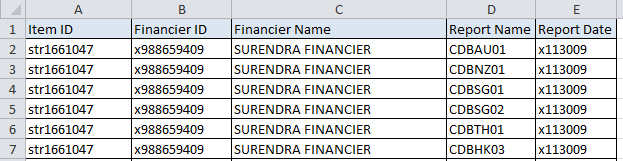 A B C D E
1 Item ID Financier ID Financier Name Report Name Report Date
2 str1661047 x988659409 SURENDRA FINANCIER CDBAU01 x113009
3 str1661047 x988659409 SURENDRA FINANCIER CDBNZ01 x113009
4 str1661047 x988659409 SURENDRA FINANCIER CDBSG01 x113009
5 str1661047 x988659409 SURENDRA FINANCIER CDBSG02 x113009
6 str1661047 x988659409 SURENDRA FINANCIER CDBTH01 x113009
7 str1661047 x988659409 SURENDRA FINANCIER CDBHK03 x113009